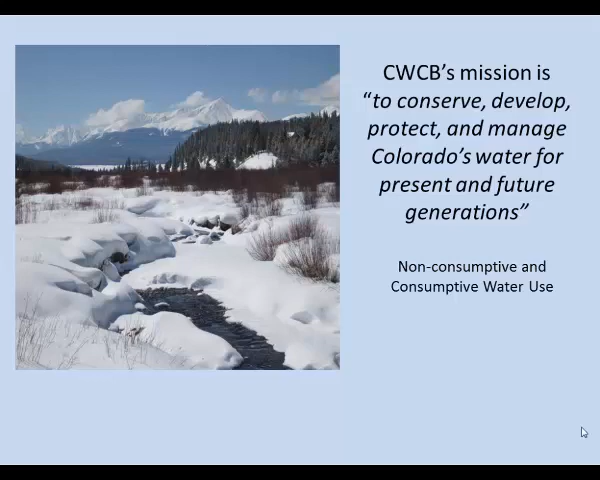 CWCB’s mission is
“to conserve, develop,
protect, and manage
Colorado’s water for
present and future
generations”
Non-consumptive and
Consumptive Water Use